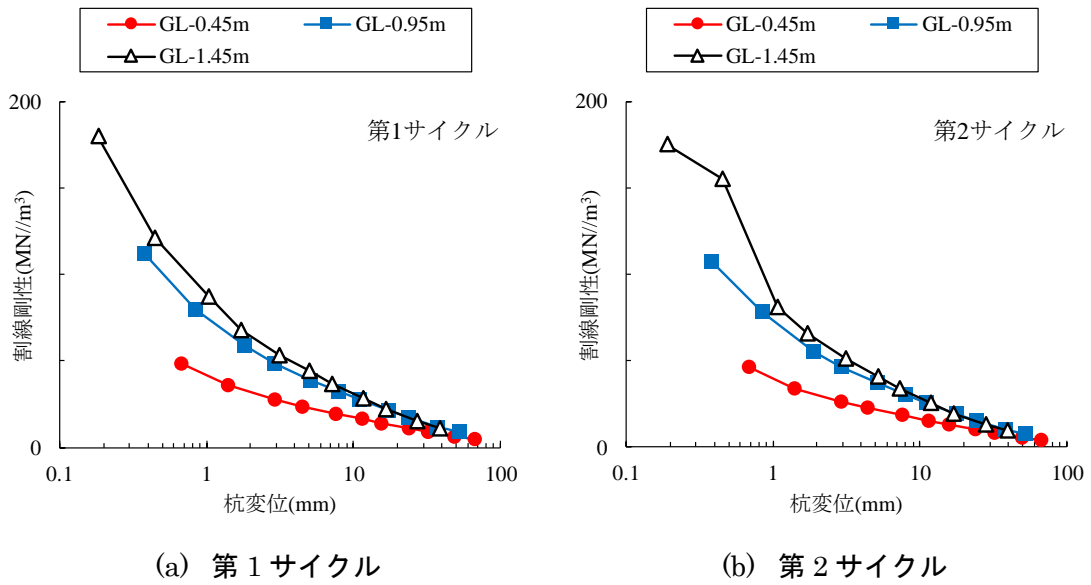 GL-0.45m GL-0.95m
GL-1.45m
200
第1サイクル
割線剛性(MN//m³)
0
0.1 1 10 100
杭変位(mm)
(a) 第1サイクル
GL-0.45m GL-0.95m
GL-1.45m
200
第2サイクル
割線剛性(MN//m³)
0
0.1 1 10 100
杭変位(mm)
(b) 第2サイクル